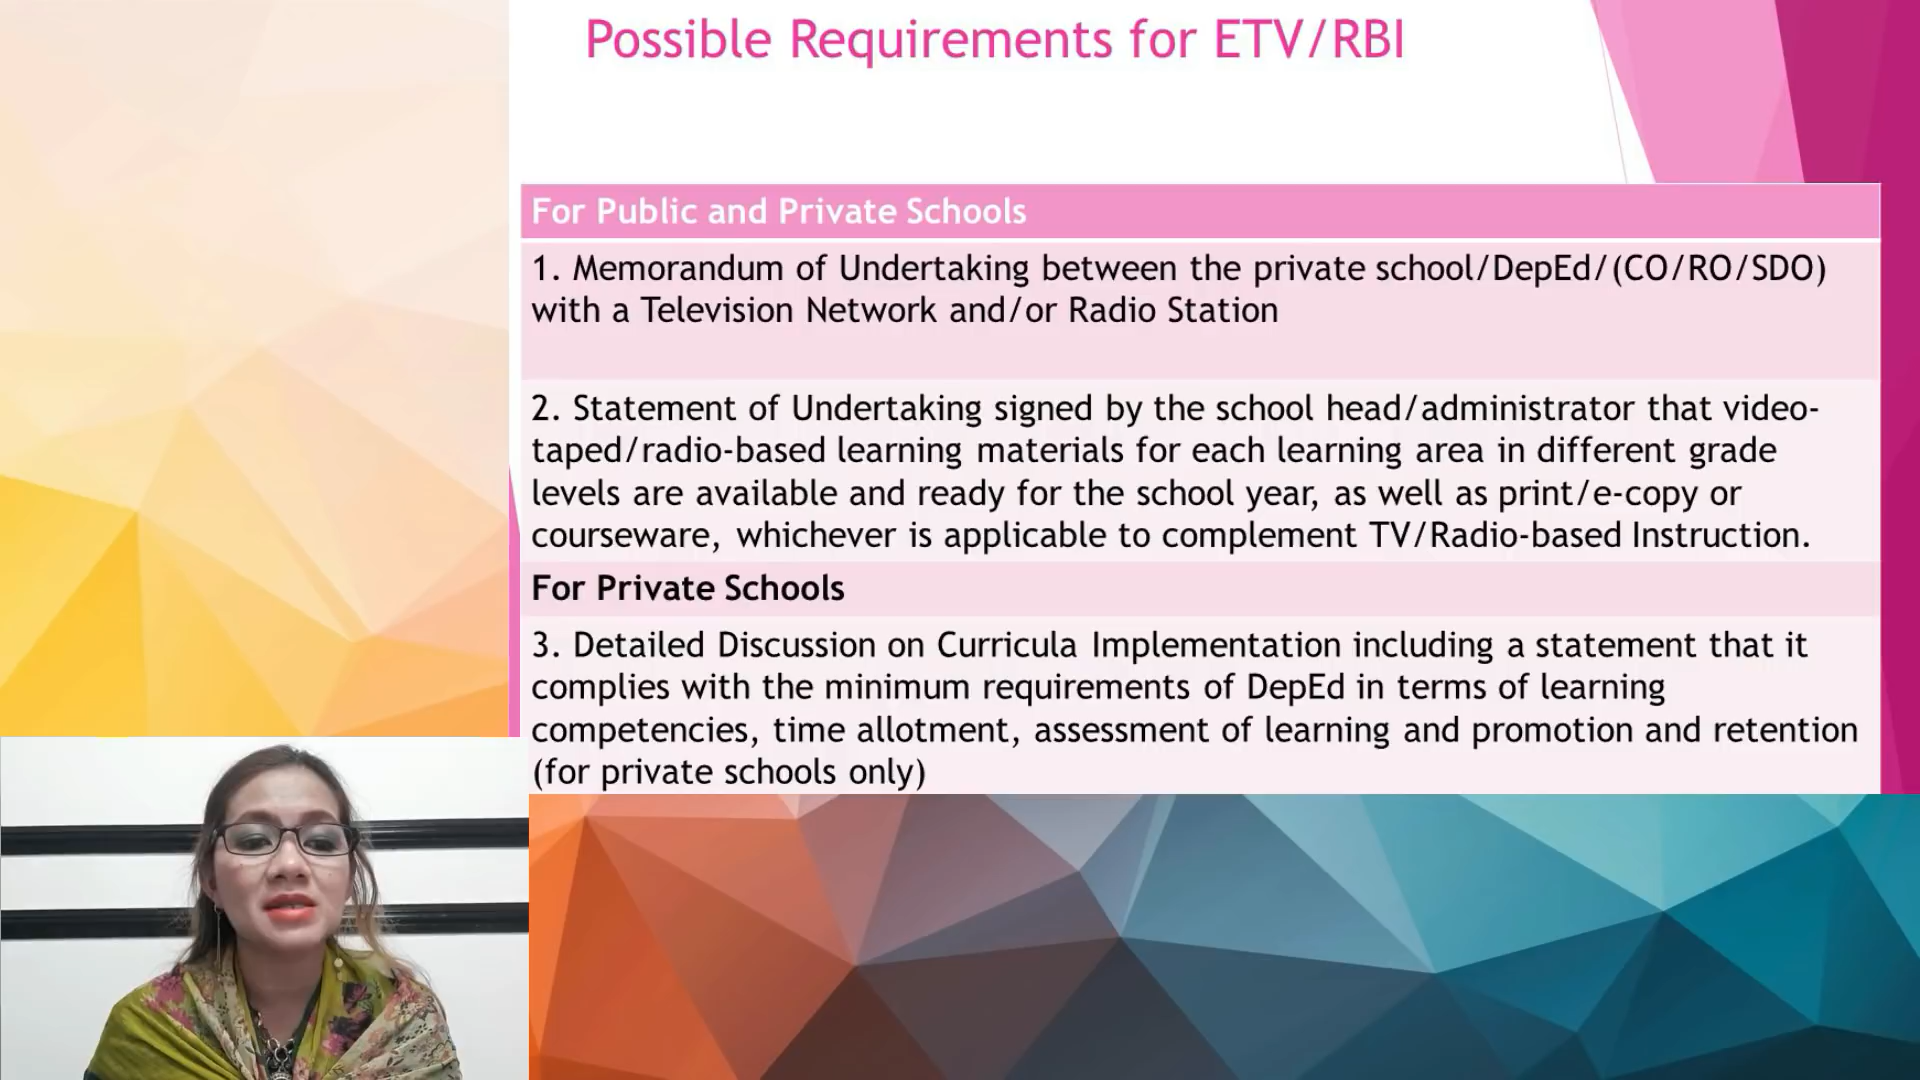 Possible Requirements for ETV/RBI
For Public and Private Schools
1. Memorandum of Undertaking between the private school/DepEd/(CO/RO/SDO)
with a Television Network and/or Radio Station
2. Statement of Undertaking signed by the school head/administrator that video-
taped/radio-based learning materials for each learning area in different grade
levels are available and ready for the school year, as well as print/e-copy or
courseware, whichever is applicable to complement TV/Radio-based Instruction.
For Private Schools
3. Detailed Discussion on Curricula Implementation including a statement that it
complies with the minimum requirements of DepEd in terms of learning
competencies, time allotment, assessment of learning and promotion and retention
(for private schools only)